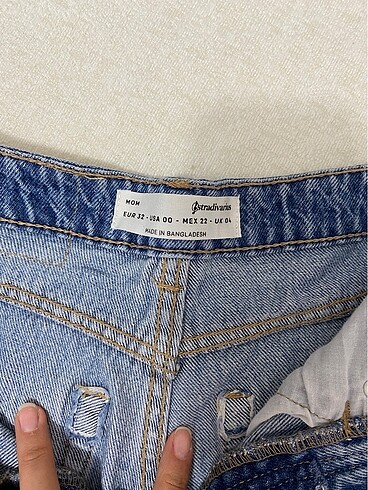 MOM Stradivarius
EUR 32 - USA 00 - MEX 22 - UK 04
MADE IN BANGLADESH